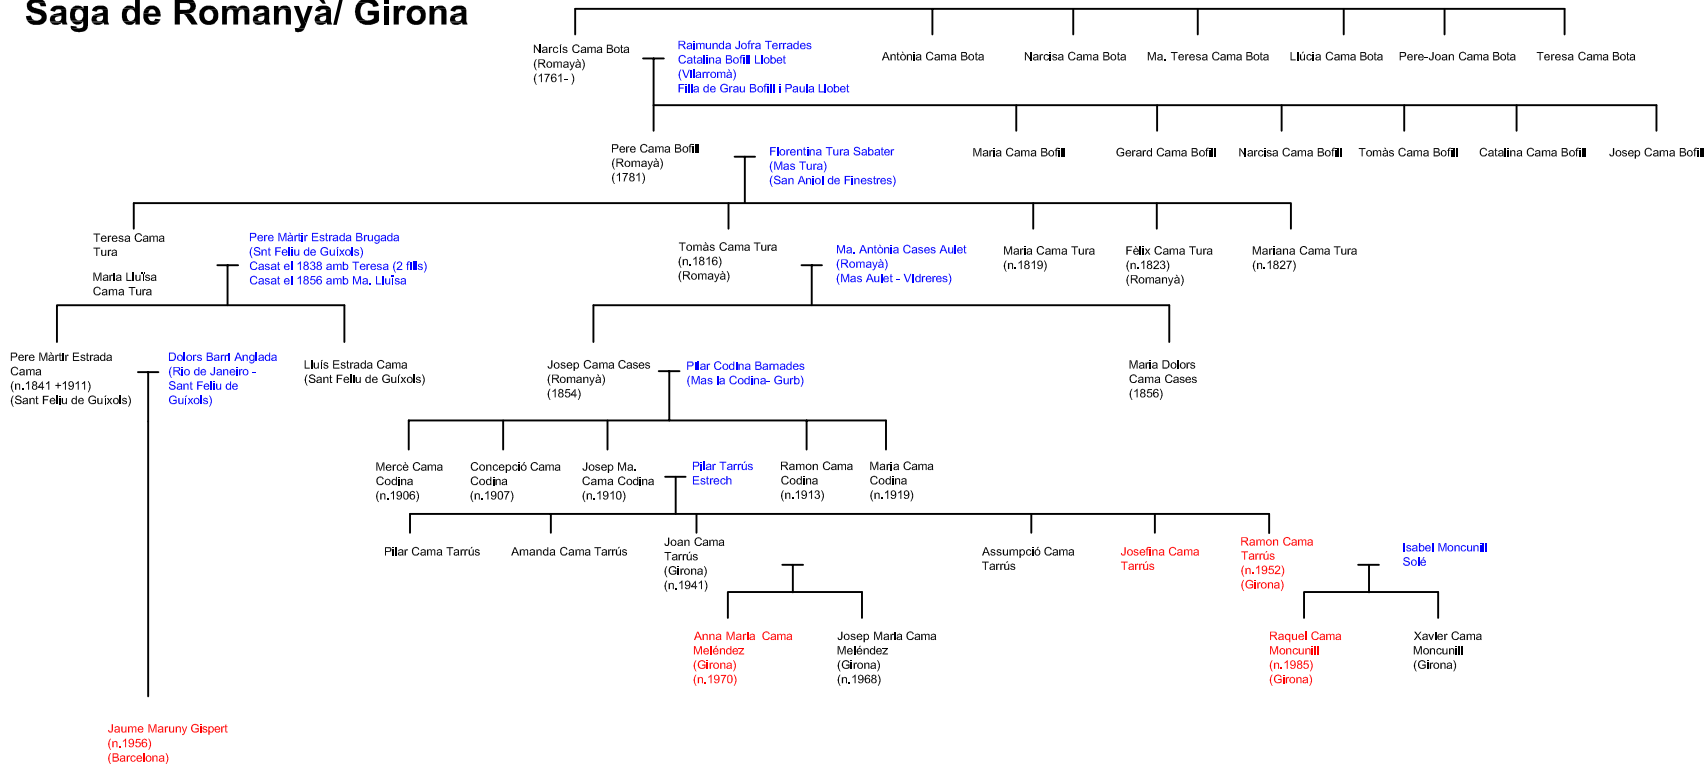 Saga de Romanyà/ Girona
Narcís Cama Bota
(Romayà)
(1761- )
Raimunda Jofra Terrades
Catalina Bofill Llobet
(Vilarromà)
Filla de Grau Bofill i Paula Llobet
Antònia Cama Bota
Narcisa Cama Bota
Ma. Teresa Cama Bota
Llúcia Cama Bota
Pere-Joan Cama Bota
Teresa Cama Bota
Pere Cama Bofill
(Romayà)
(1781)
Florentina Tura Sabater
(Mas Tura)
(San Aniol de Finestres)
Maria Cama Bofill
Gerard Cama Bofill
Narcisa Cama Bofill
Tomàs Cama Bofill
Catalina Cama Bofill
Josep Cama Bofill
Teresa Cama
Tura
Maria Lluïsa
Cama Tura
Pere Màrtir Estrada Brugada
(Snt Feliu de Guíxols)
Casat el 1838 amb Teresa (2 fills)
Casat el 1856 amb Ma. Lluïsa
Tomàs Cama Tura
(n.1816)
(Romayà)
Ma. Antònia Cases Aulet
(Romayà)
(Mas Aulet - Vidreres)
Maria Cama Tura
(n.1819)
Fèlix Cama Tura
(n.1823)
(Romanyà)
Mariana Cama Tura
(n.1827)
Pere Màrtir Estrada
Cama
(n.1841 +1911)
(Sant Feliu de Guíxols)
Dolors Barri Anglada
(Rio de Janeiro -
Sant Feliu de
Guíxols)
Lluís Estrada Cama
(Sant Feliu de Guíxols)
Josep Cama Cases
(Romanyà)
(1854)
Pilar Codina Barnades
(Mas la Codina- Gurb)
Maria Dolors
Cama Cases
(1856)
Mercè Cama
Codina
(n.1906)
Concepció Cama
Codina
(n.1907)
Josep Ma.
Cama Codina
(n.1910)
Pilar Tarrús
Estrech
Ramon Cama
Codina
(n.1913)
Maria Cama
Codina
(n.1919)
Pilar Cama Tarrús
Amanda Cama Tarrús
Joan Cama
Tarrús
(Girona)
(n.1941)
Assumpció Cama
Tarrús
Josefina Cama
Tarrús
Ramon Cama
Tarrús
(n.1952)
(Girona)
Isabel Moncunill
Solé
Anna Maria  Cama
Meléndez
(Girona)
(n.1970)
Josep Maria Cama
Meléndez
(Girona)
(n.1968)
Raquel Cama
Moncunill
(n.1985)
(Girona)
Xavier Cama
Moncunill
(Girona)
Jaume Maruny Gispert
(n.1956)
(Barcelona)